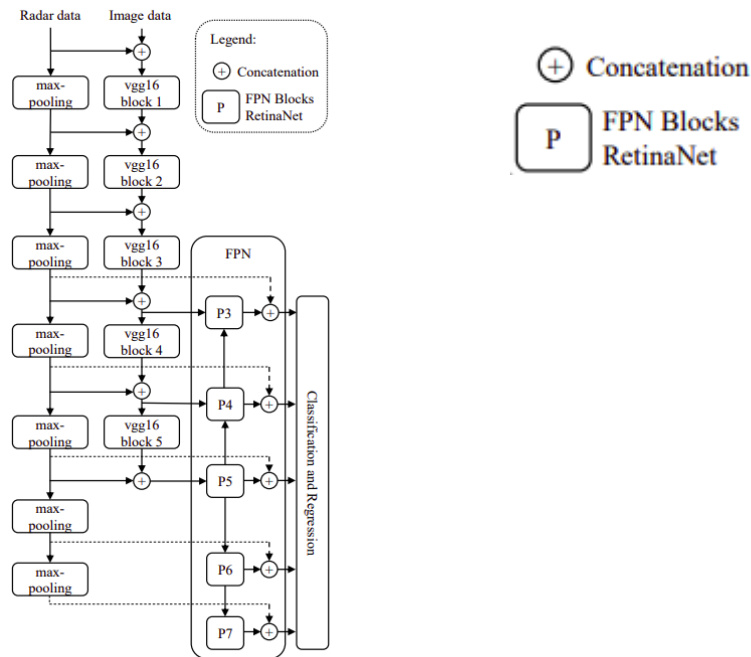 Radar data
Image data
Legend:
+ Concatenation
P
FPN Blocks
RetinaNet
+ Concatenation
P
FPN Blocks
RetinaNet
+
max-
pooling
vgg16
block 1
+
max-
pooling
vgg16
block 2
+
max-
pooling
vgg16
block 3
FPN
+
P3
+
max-
pooling
vgg16
block 4
+
P4
+
max-
pooling
vgg16
block 5
+
P5
+
max-
pooling
P6
+
max-
pooling
P7
+
Classification and Regression